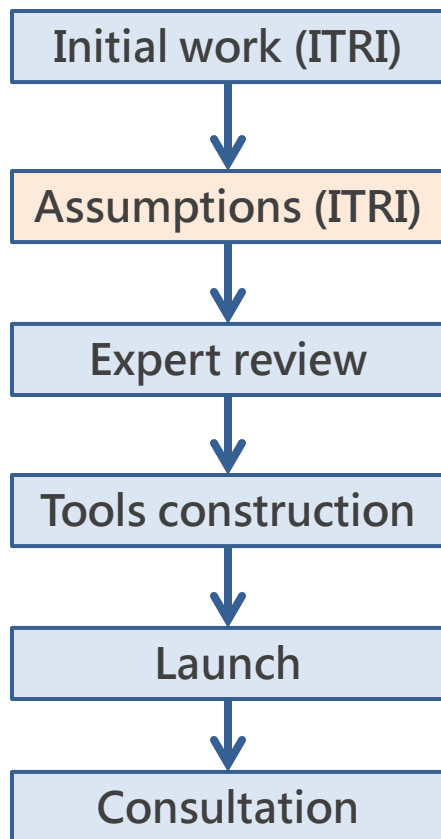 Initial work (ITRI)
Assumptions (ITRI)
Expert review
Tools construction
Launch
Consultation